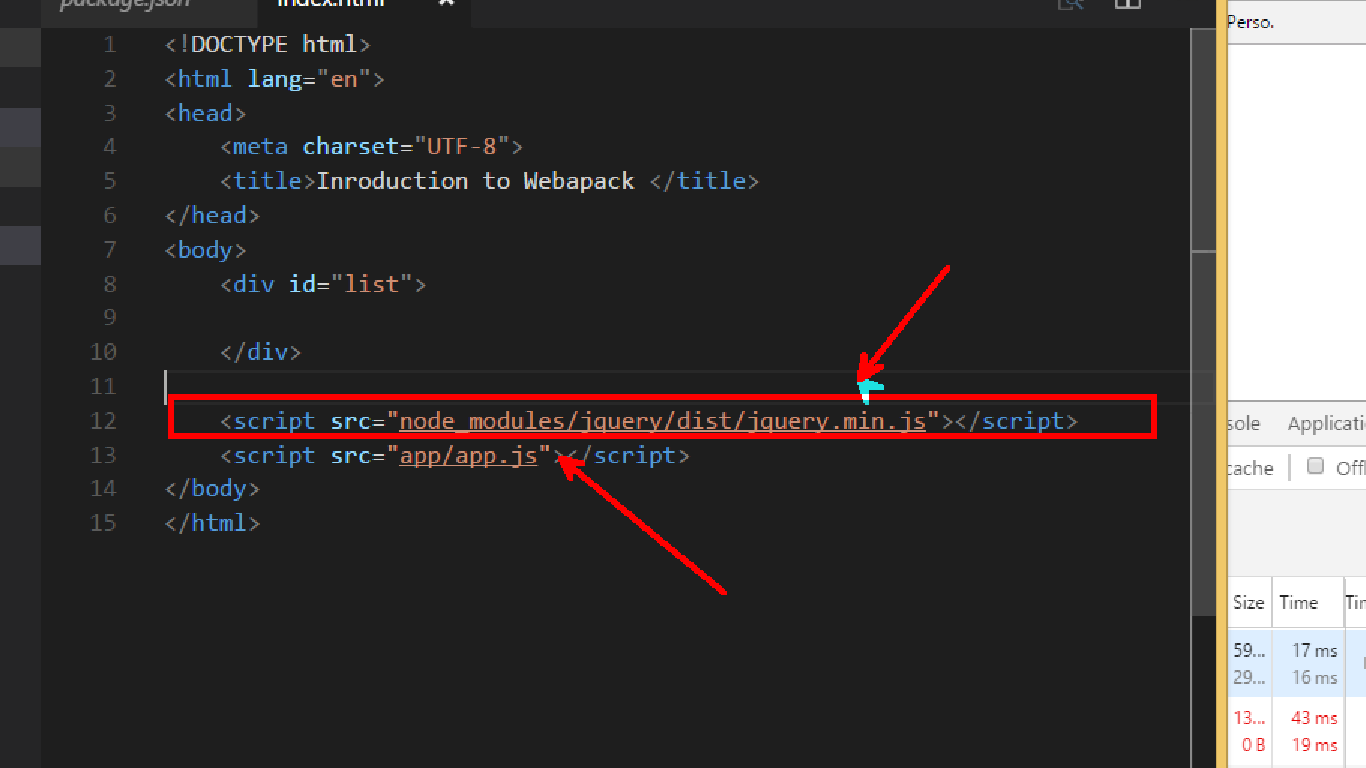 package.json index.html
Perso.
1 <!DOCTYPE html>
2 <html lang="en">
3 <head>
4 <meta charset="UTF-8">
5 <title>Inroduction to Webapack </title>
6 </head>
7 <body>
8 <div id="list">
9
10 </div>
11
12 <script src="node_modules/jquery/dist/jquery.min.js"></script>
13 <script src="app/app.js"></script>
14 </body>
15 </html>
sole Applicati
cache Offl
Size Time Tim
59... 17 ms
29... 16 ms
13... 43 ms
0 B 19 ms